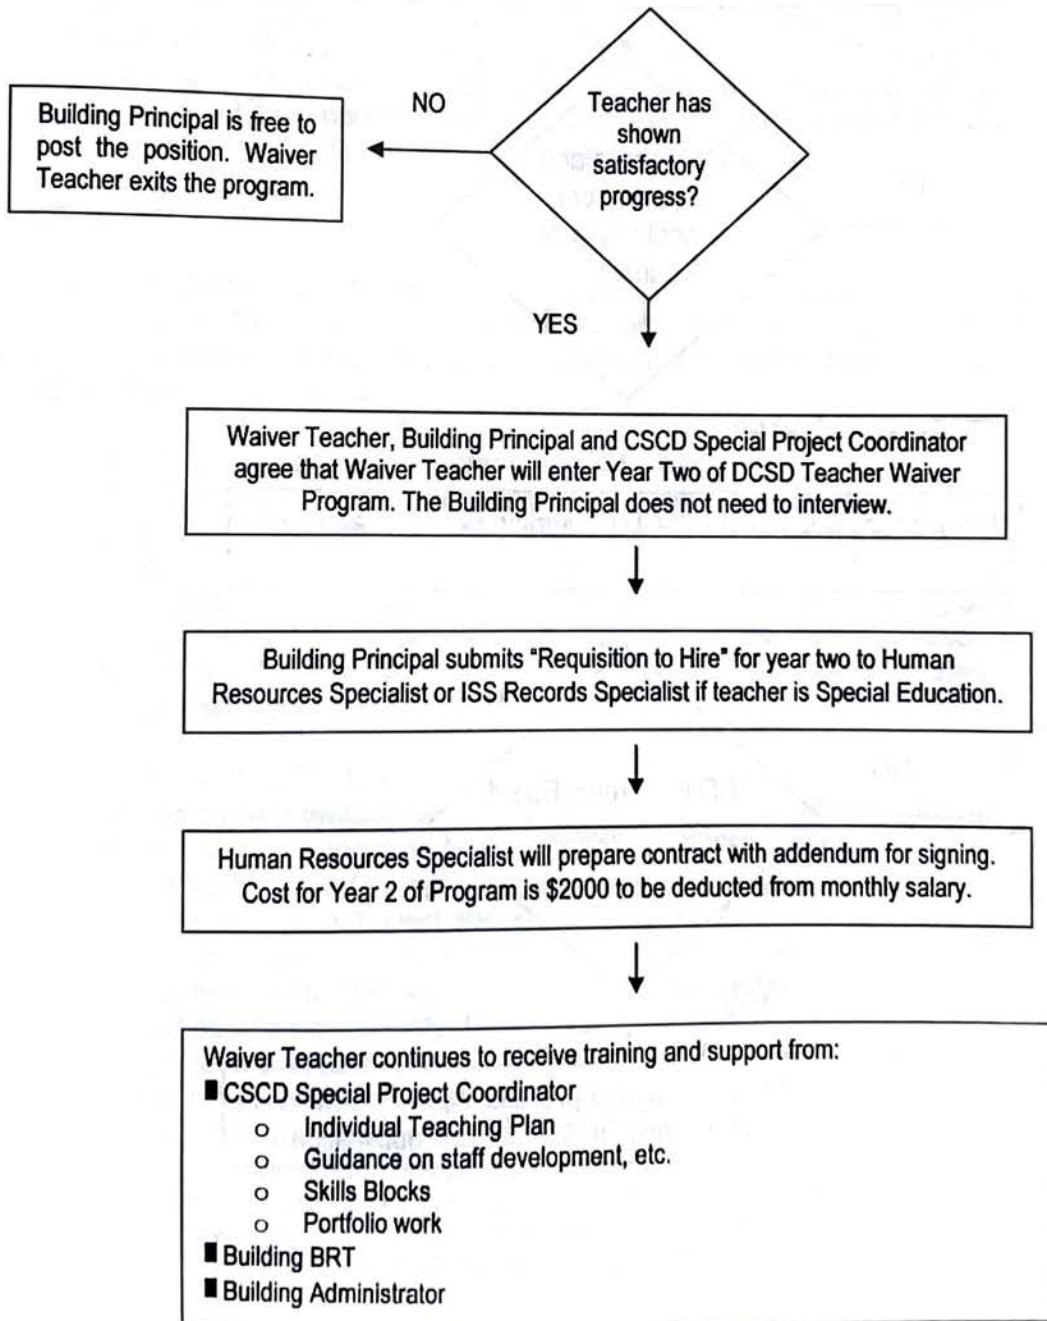 Teacher has
shown
satisfactory
progress?
NO
Building Principal is free to
post the position. Waiver
Teacher exits the program.
YES
Waiver Teacher, Building Principal and CSCD Special Project Coordinator
agree that Waiver Teacher will enter Year Two of DCSD Teacher Waiver
Program. The Building Principal does not need to interview.
Building Principal submits "Requisition to Hire" for year two to Human
Resources Specialist or ISS Records Specialist if teacher is Special Education.
Human Resources Specialist will prepare contract with addendum for signing.
Cost for Year 2 of Program is $2000 to be deducted from monthly salary.
Waiver Teacher continues to receive training and support from:
■ CSCD Special Project Coordinator
o Individual Teaching Plan
o Guidance on staff development, etc.
o Skills Blocks
o Portfolio work
■ Building BRT
■ Building Administrator